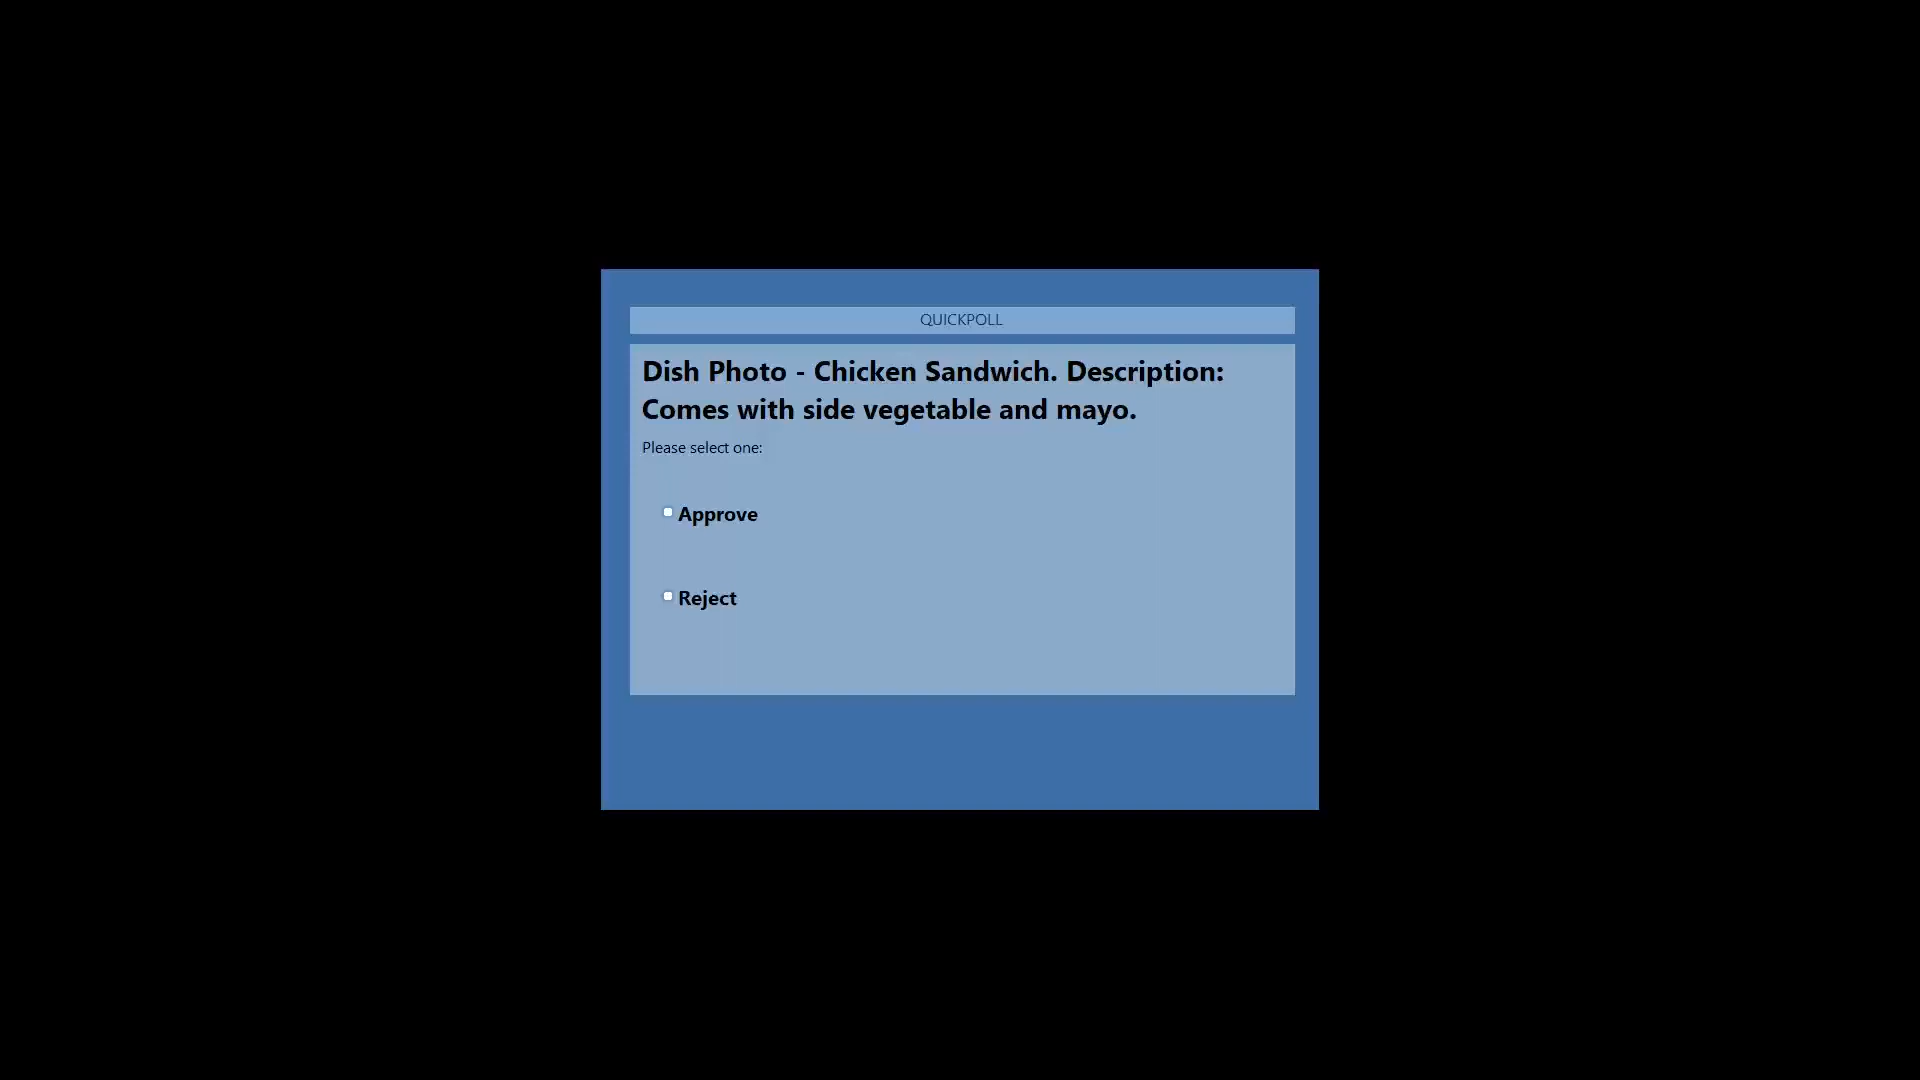 QUICKPOLL
Dish Photo - Chicken Sandwich. Description:
Comes with side vegetable and mayo.
Please select one:
Approve
Reject